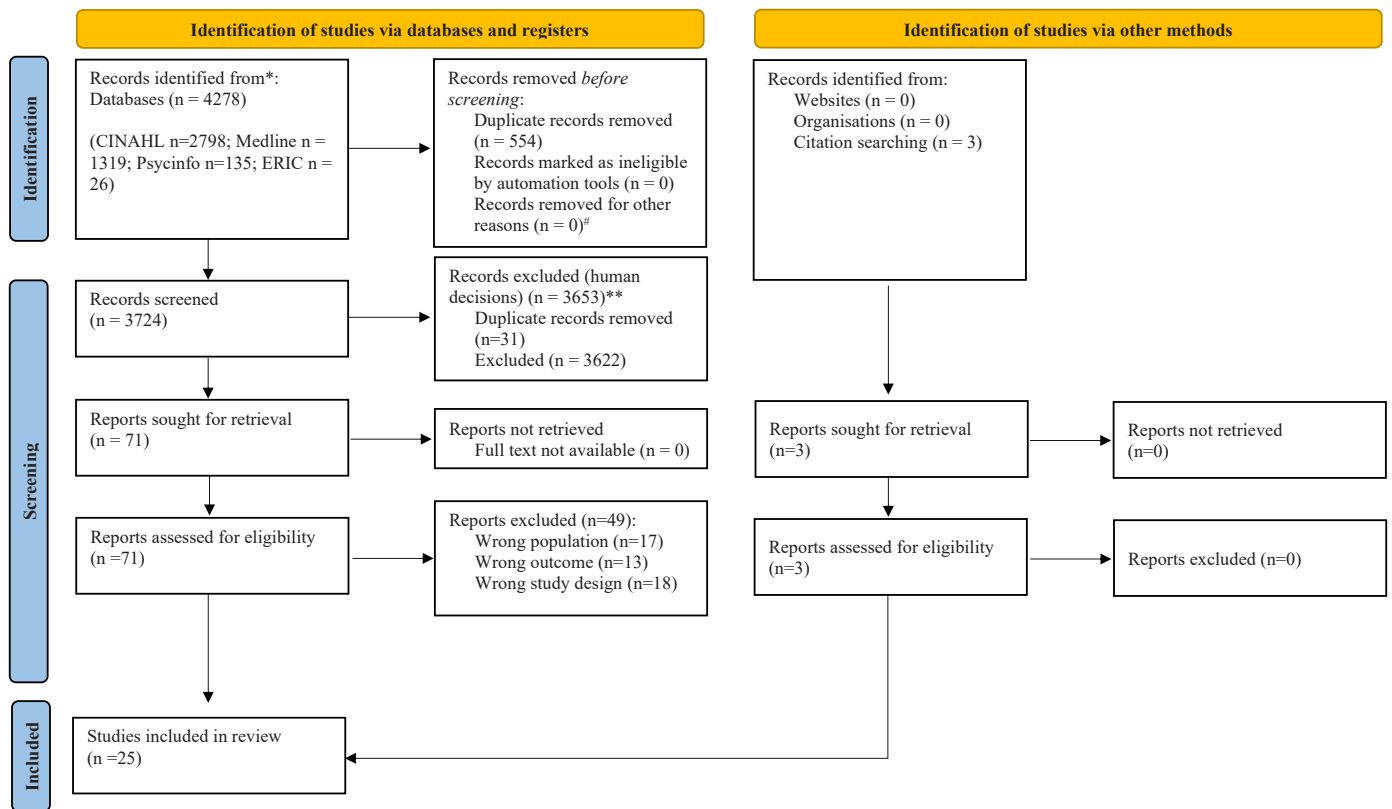 Identification of studies via databases and registers
Identification of studies via other methods
Identification
Records identified from*:
Databases (n = 4278)
(CINAHL n=2798; Medline n =
1319; Psycinfo n=135; ERIC n =
26)
Records removed before
screening:
Duplicate records removed
(n = 554)
Records marked as ineligible
by automation tools (n = 0)
Records removed for other
reasons (n = 0)#
Records identified from:
Websites (n = 0)
Organisations (n = 0)
Citation searching (n = 3)
Screening
Records screened
(n = 3724)
Records excluded (human
decisions) (n = 3653)**
Duplicate records removed
(n=31)
Excluded (n = 3622)
Reports sought for retrieval
(n = 71)
Reports not retrieved
Full text not available (n = 0)
Reports sought for retrieval
(n=3)
Reports not retrieved
(n=0)
Reports assessed for eligibility
(n =71)
Reports excluded (n=49):
Wrong population (n=17)
Wrong outcome (n=13)
Wrong study design (n=18)
Reports assessed for eligibility
(n=3)
Reports excluded (n=0)
Included
Studies included in review
(n =25)